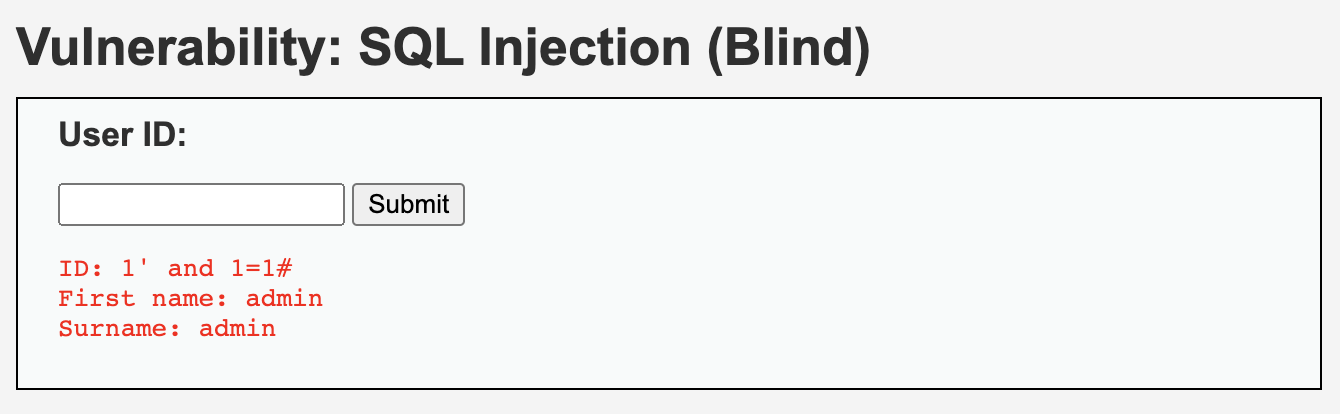 Vulnerability: SQL Injection (Blind)
User ID:
Submit
ID: 1' and 1=1#
First name: admin
Surname: admin